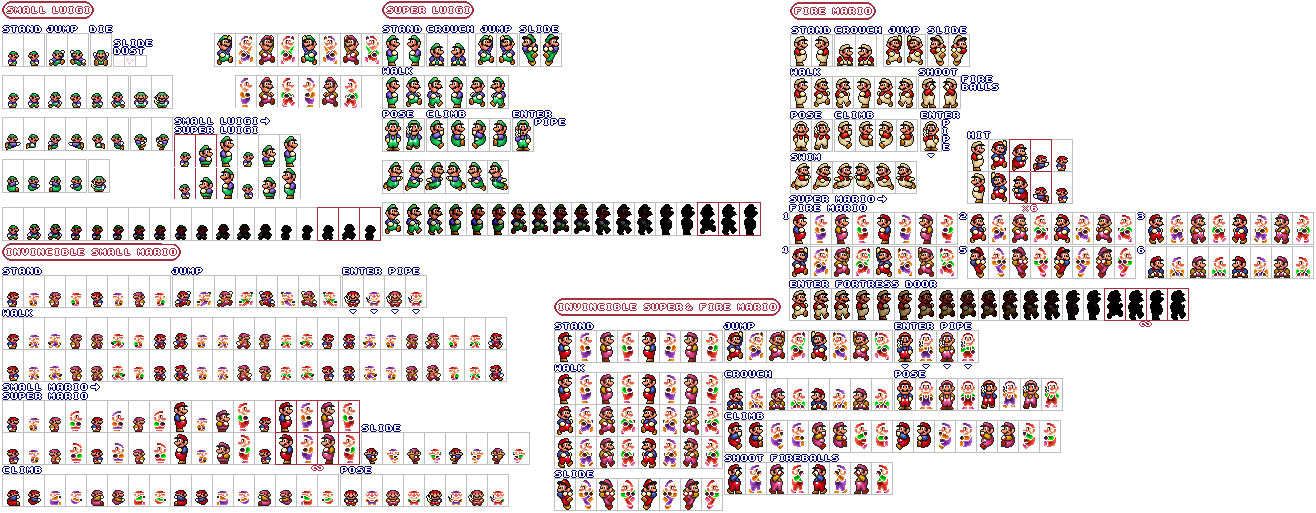 SMALL LUIGI
STAND JUMP DIE
SLIDE
DUST
SMALL LUIGI→
SUPER LUIGI
SUPER LUIGI
STAND CROUCH JUMP SLIDE
WALK
POSE CLIMB ENTER
PIPE
FIRE MARIO
STAND CROUCH JUMP SLIDE
WALK SHOOT FIRE
BALLS
POSE CLIMB ENTER
PIPE
HIT
SWIM
SUPER MARIO→
FIRE MARIO ×6
1 2 3
4 5 6
ENTER FORTRESS DOOR
INVINCIBLE SMALL MARIO
STAND JUMP ENTER PIPE
WALK
SMALL MARIO→
SUPER MARIO
SLIDE
CLIMB POSE
INVINCIBLE SUPER& FIRE MARIO
STAND JUMP ENTER PIPE
WALK CROUCH POSE
CLIMB
SHOOT FIREBALLS
SLIDE